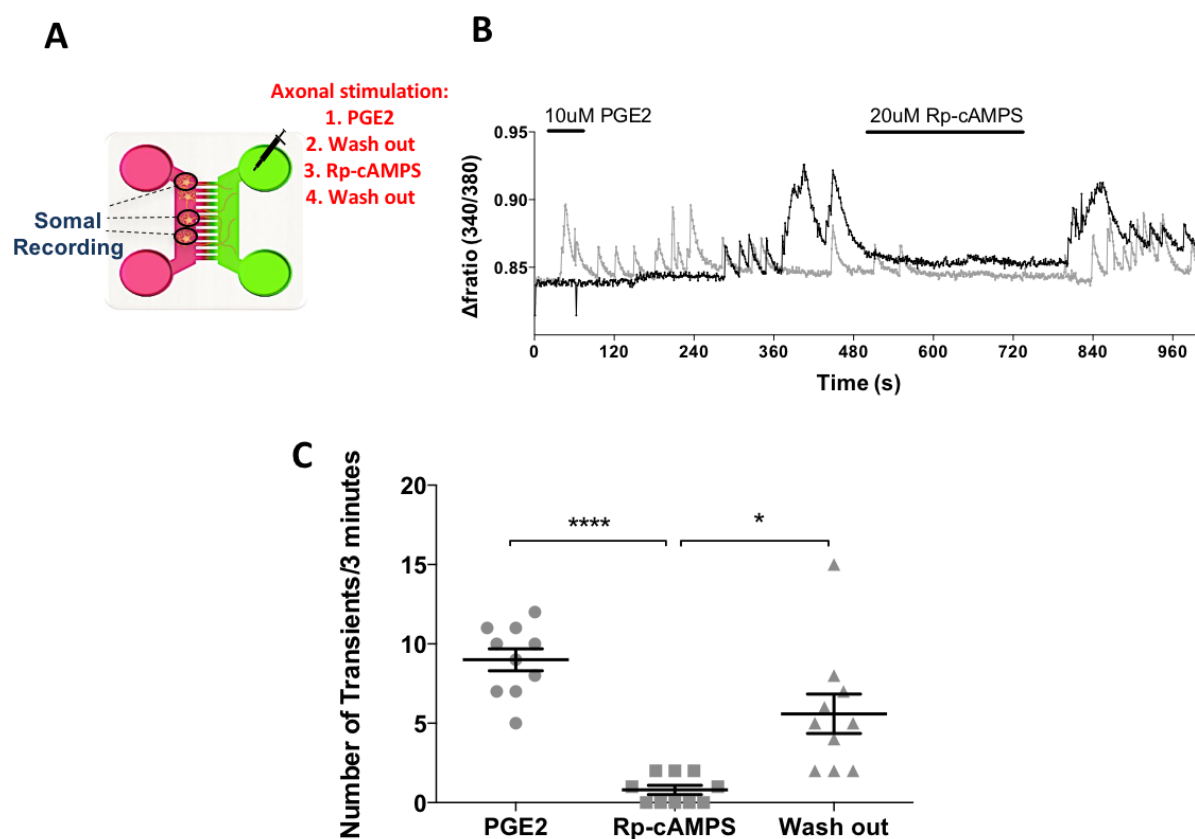 A
Axonal stimulation:
1. PGE2
2. Wash out
3. Rp-cAMPS
4. Wash out
Somal
Recording
B
10uM PGE2
20uM Rp-cAMPS
Δfratio (340/380)
0.95
0.90
0.85
0
120
240
360
480
600
720
840
960
Time (s)
C
Number of Transients/3 minutes
20
15
10
5
0
****
*
PGE2
Rp-cAMPS
Wash out